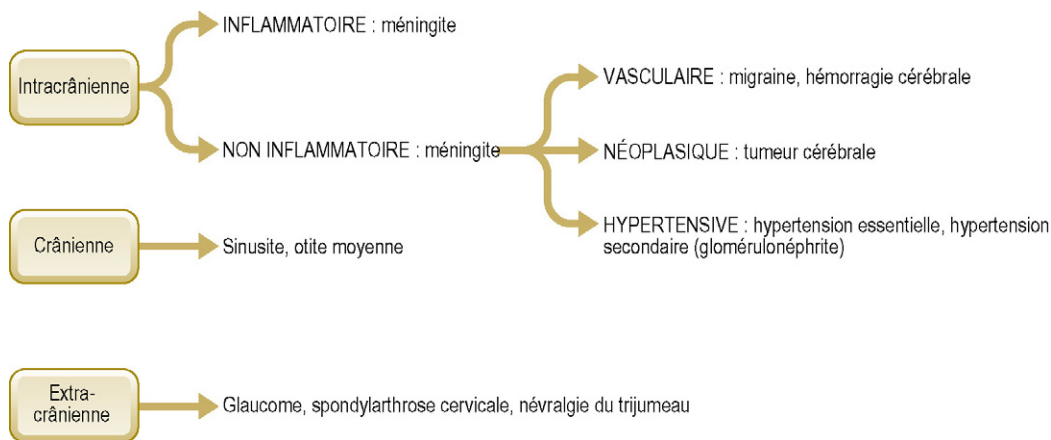 Intracrânienne
INFLAMMATOIRE : méningite
NON INFLAMMATOIRE : méningite
VASCULAIRE : migraine, hémorragie cérébrale
NÉOPLASIQUE : tumeur cérébrale
HYPERTENSIVE : hypertension essentielle, hypertension
secondaire (glomérulonéphrite)
Crânienne
Sinusite, otite moyenne
Extra-
crânienne
Glaucome, spondylarthrose cervicale, névralgie du trijumeau